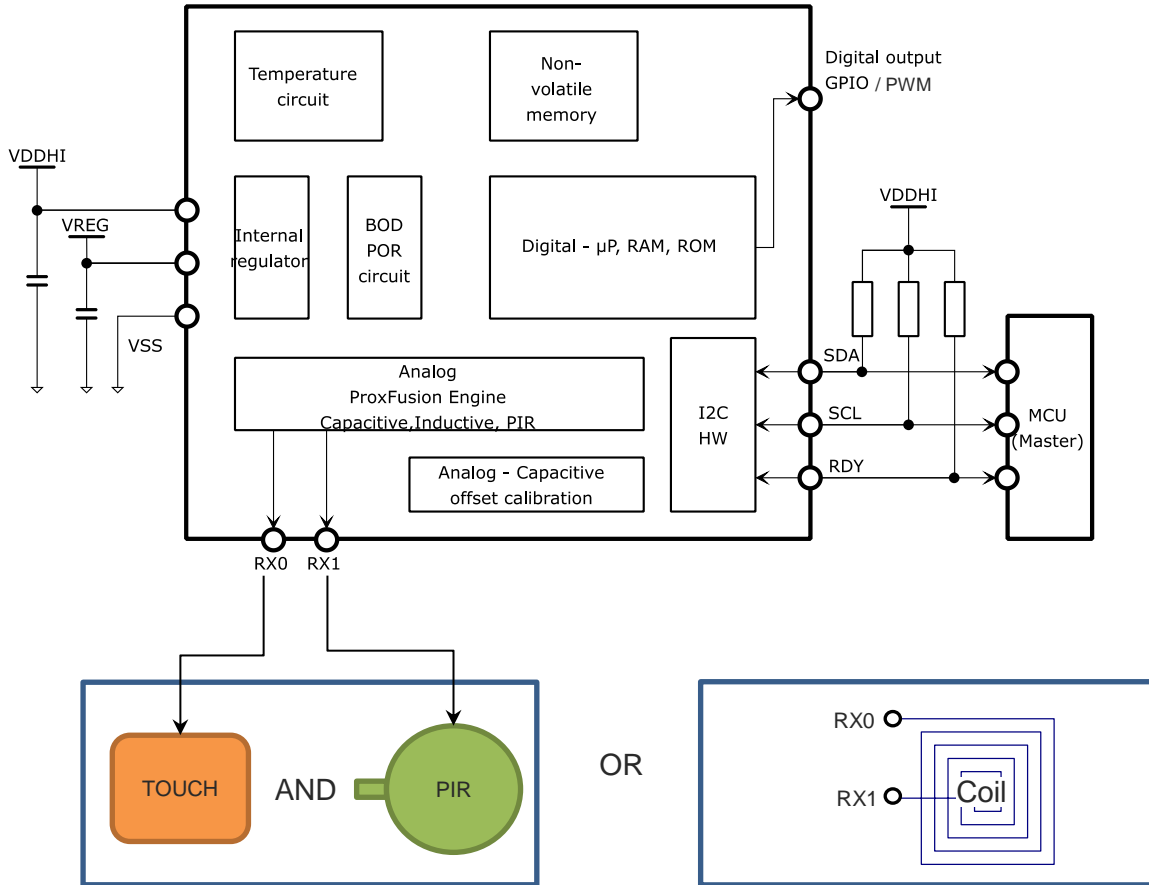 Temperature
circuit
Non-
volatile
memory
Digital output
GPIO / PWM
VDDHI
VREG
VSS
Internal
regulator
BOD
POR
circuit
Digital - µP, RAM, ROM
VDDHI
Analog
ProxFusion Engine
Capacitive,Inductive, PIR
Analog - Capacitive
offset calibration
I2C
HW
SDA
SCL
RDY
MCU
(Master)
RX0
RX1
TOUCH
AND
PIR
OR
RX0
RX1
Coil